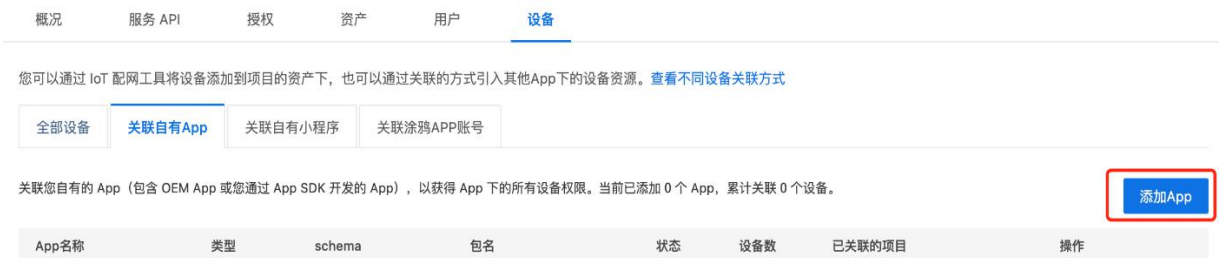 概况 服务 API 授权 资产 用户 设备
您可以通过 IoT 配网工具将设备添加到项目的资产下，也可以通过关联的方式引入其他App下的设备资源。查看不同设备关联方式
全部设备 关联自有App 关联自有小程序 关联涂鸦APP账号
关联您自有的 App（包含 OEM App 或您通过 App SDK 开发的 App），以获得 App 下的所有设备权限。当前已添加 0 个 App，累计关联 0 个设备。
添加App
App名称 类型 schema 包名 状态 设备数 已关联的项目 操作